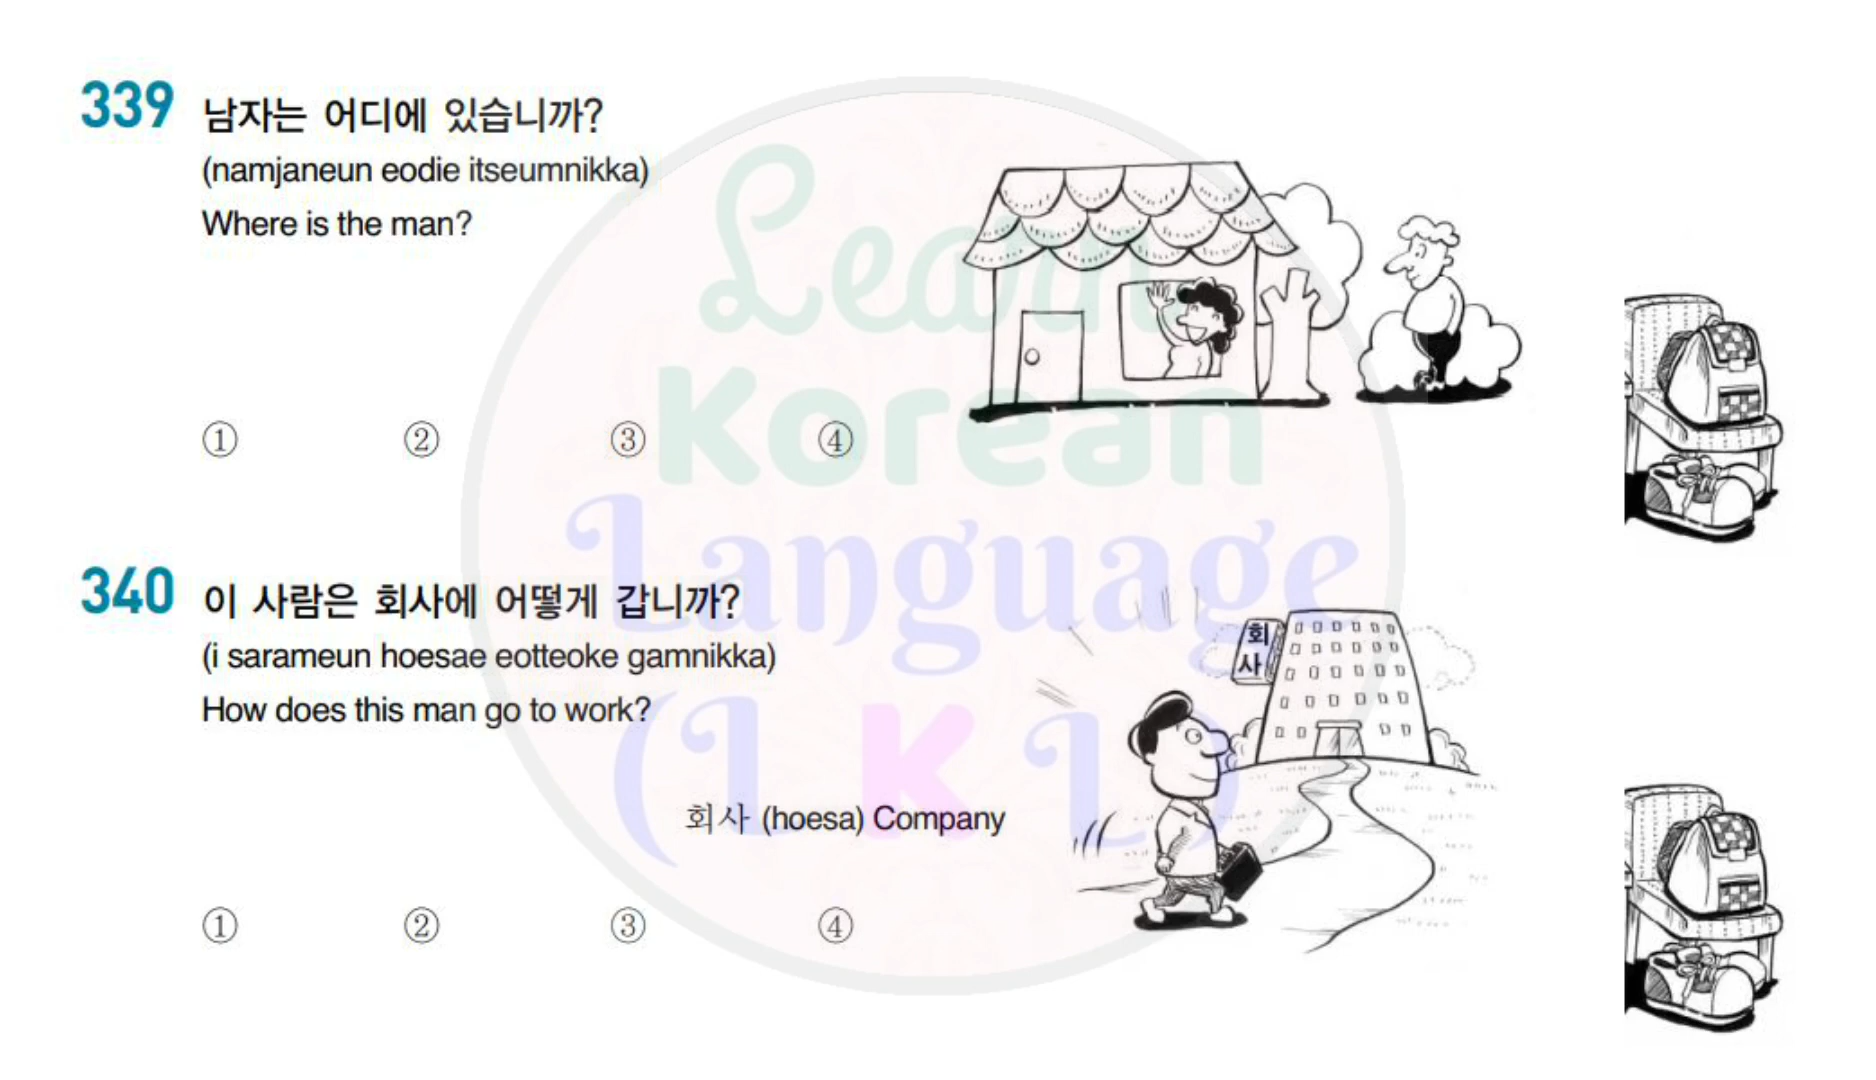 339 남자는 어디에 있습니까?
(namjaneun eodie itseumnikka)
Where is the man?
① ② ③ ④
340 이 사람은 회사에 어떻게 갑니까?
(i sarameun hoesae eotteoke gamnikka)
How does this man go to work?
회사 (hoesa) Company
① ② ③ ④
회
사
Learn
Korean
Language
(L K L)